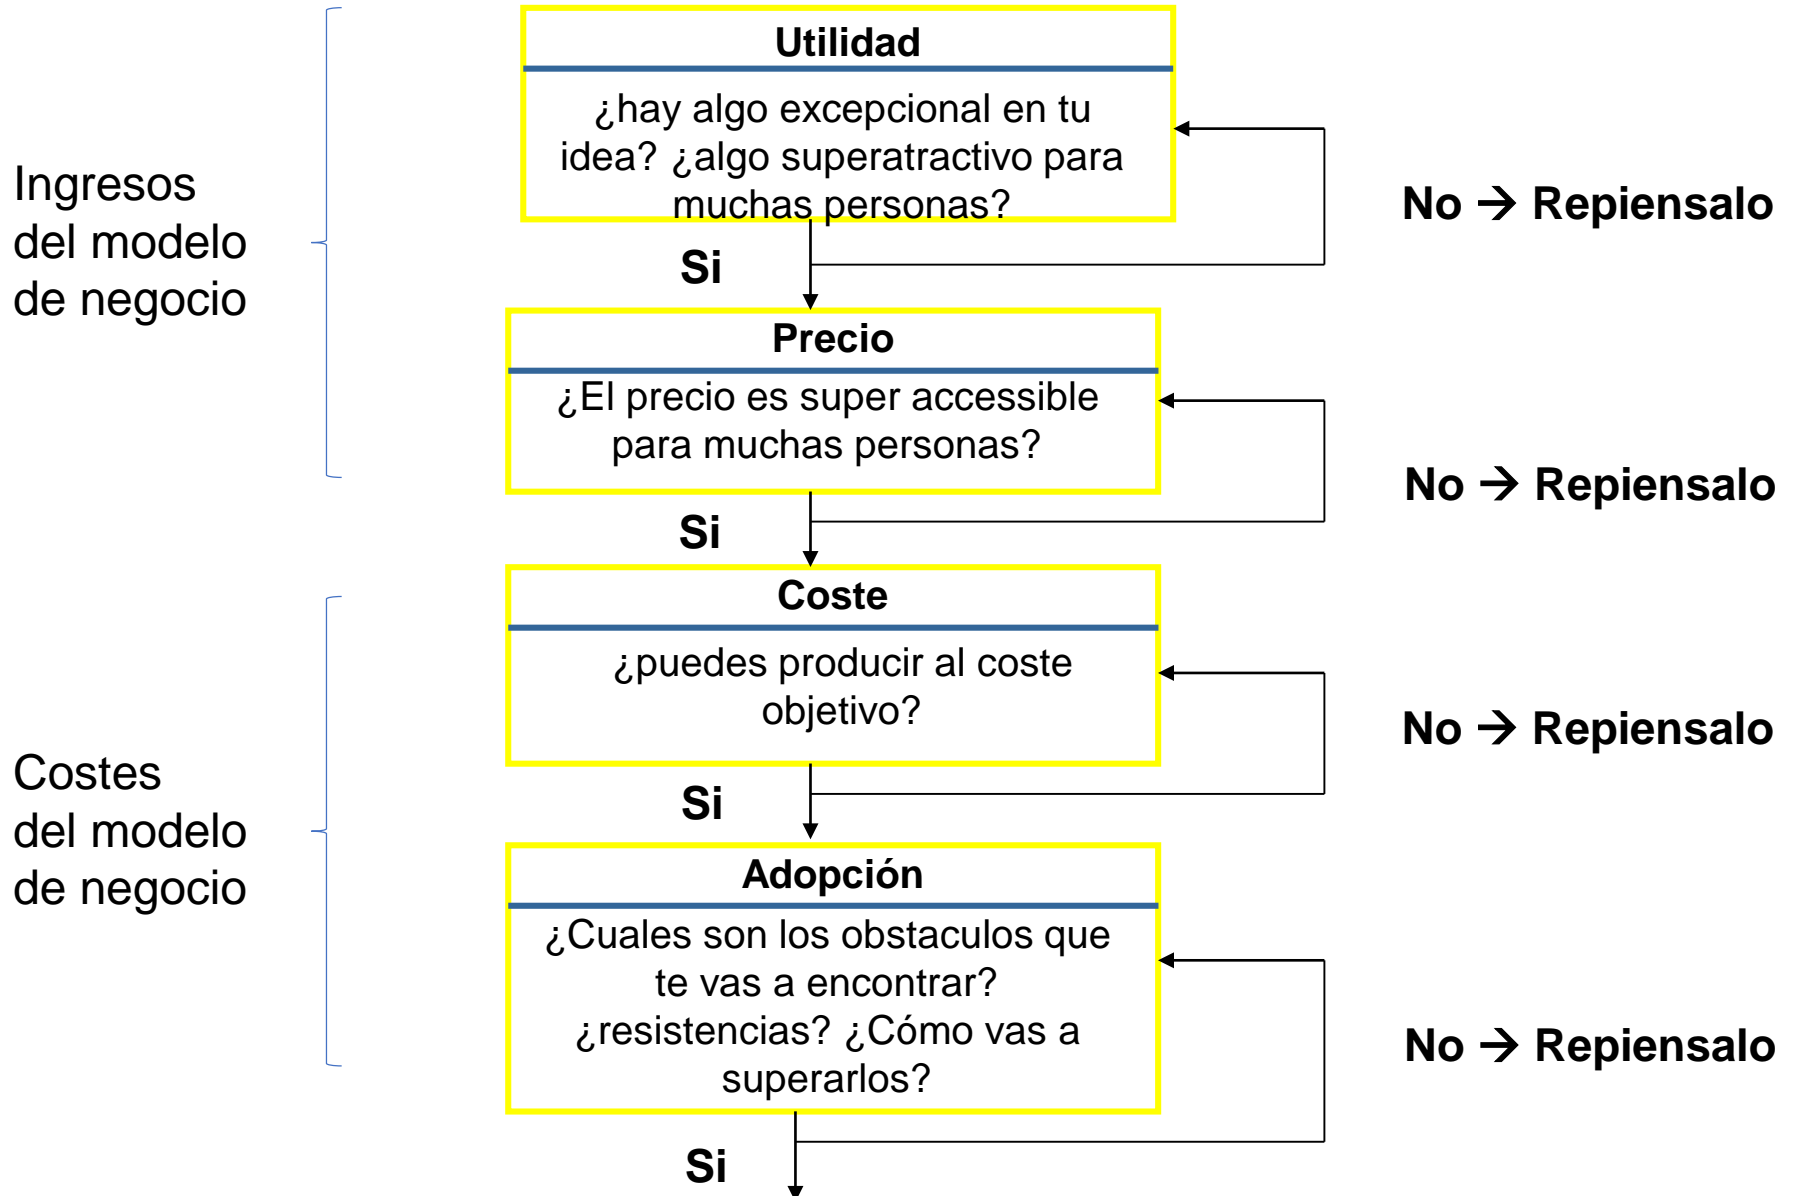 Utilidad
¿hay algo excepcional en tu
idea? ¿algo superatractivo para
muchas personas?
Ingresos
del modelo
de negocio
No → Repiensalo
Si
Precio
¿El precio es super accessible
para muchas personas?
No → Repiensalo
Si
Coste
¿puedes producir al coste
objetivo?
No → Repiensalo
Costes
del modelo
de negocio
Si
Adopción
¿Cuales son los obstaculos que
te vas a encontrar?
¿resistencias? ¿Cómo vas a
superarlos?
No → Repiensalo
Si